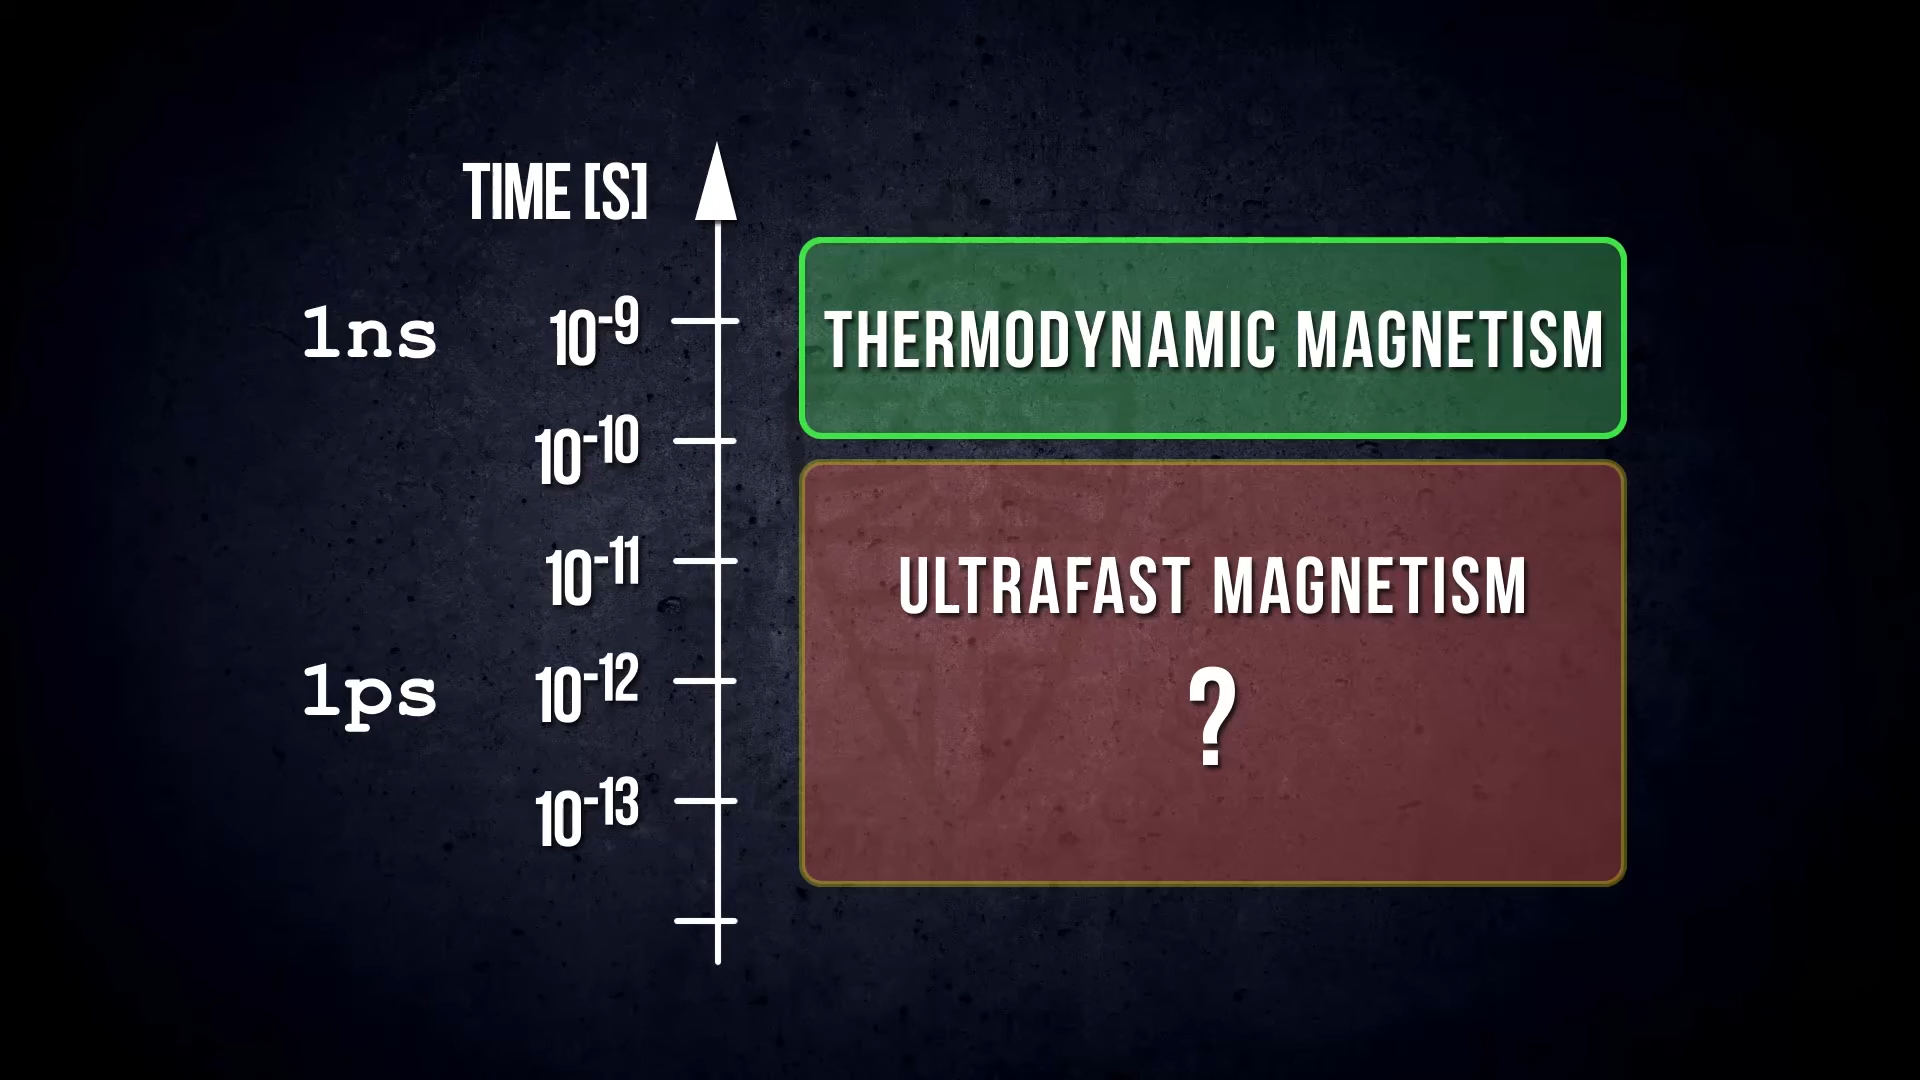 TIME [S]
1ns 10⁻⁹
THERMODYNAMIC MAGNETISM
10⁻¹⁰
10⁻¹¹
ULTRAFAST MAGNETISM
?
1ps 10⁻¹²
10⁻¹³